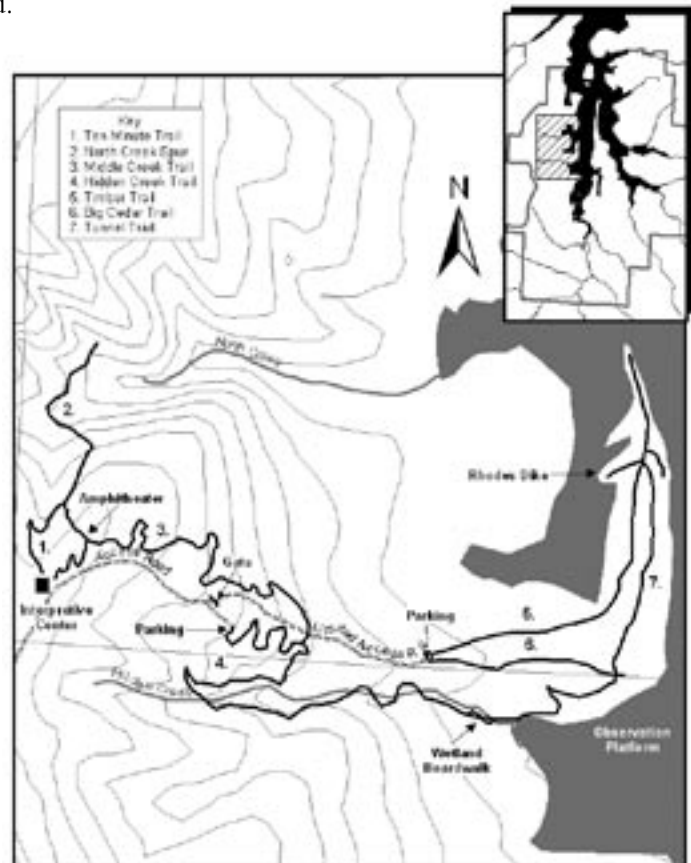 Key
1. Ten Minute Trail
2. North Creek Spur
3. Middle Creek Trail
4. Hidden Creek Trail
5. Timber Trail
6. Big Cedar Trail
7. Tunnel Trail
N
North Creek
2.
Rhodes Dike
Amphitheater
3.
1.
Gate
7.
Interpretive
Center
Parking
Parking
5.
6.
4.
Observation
Platform
Wetland
Boardwalk